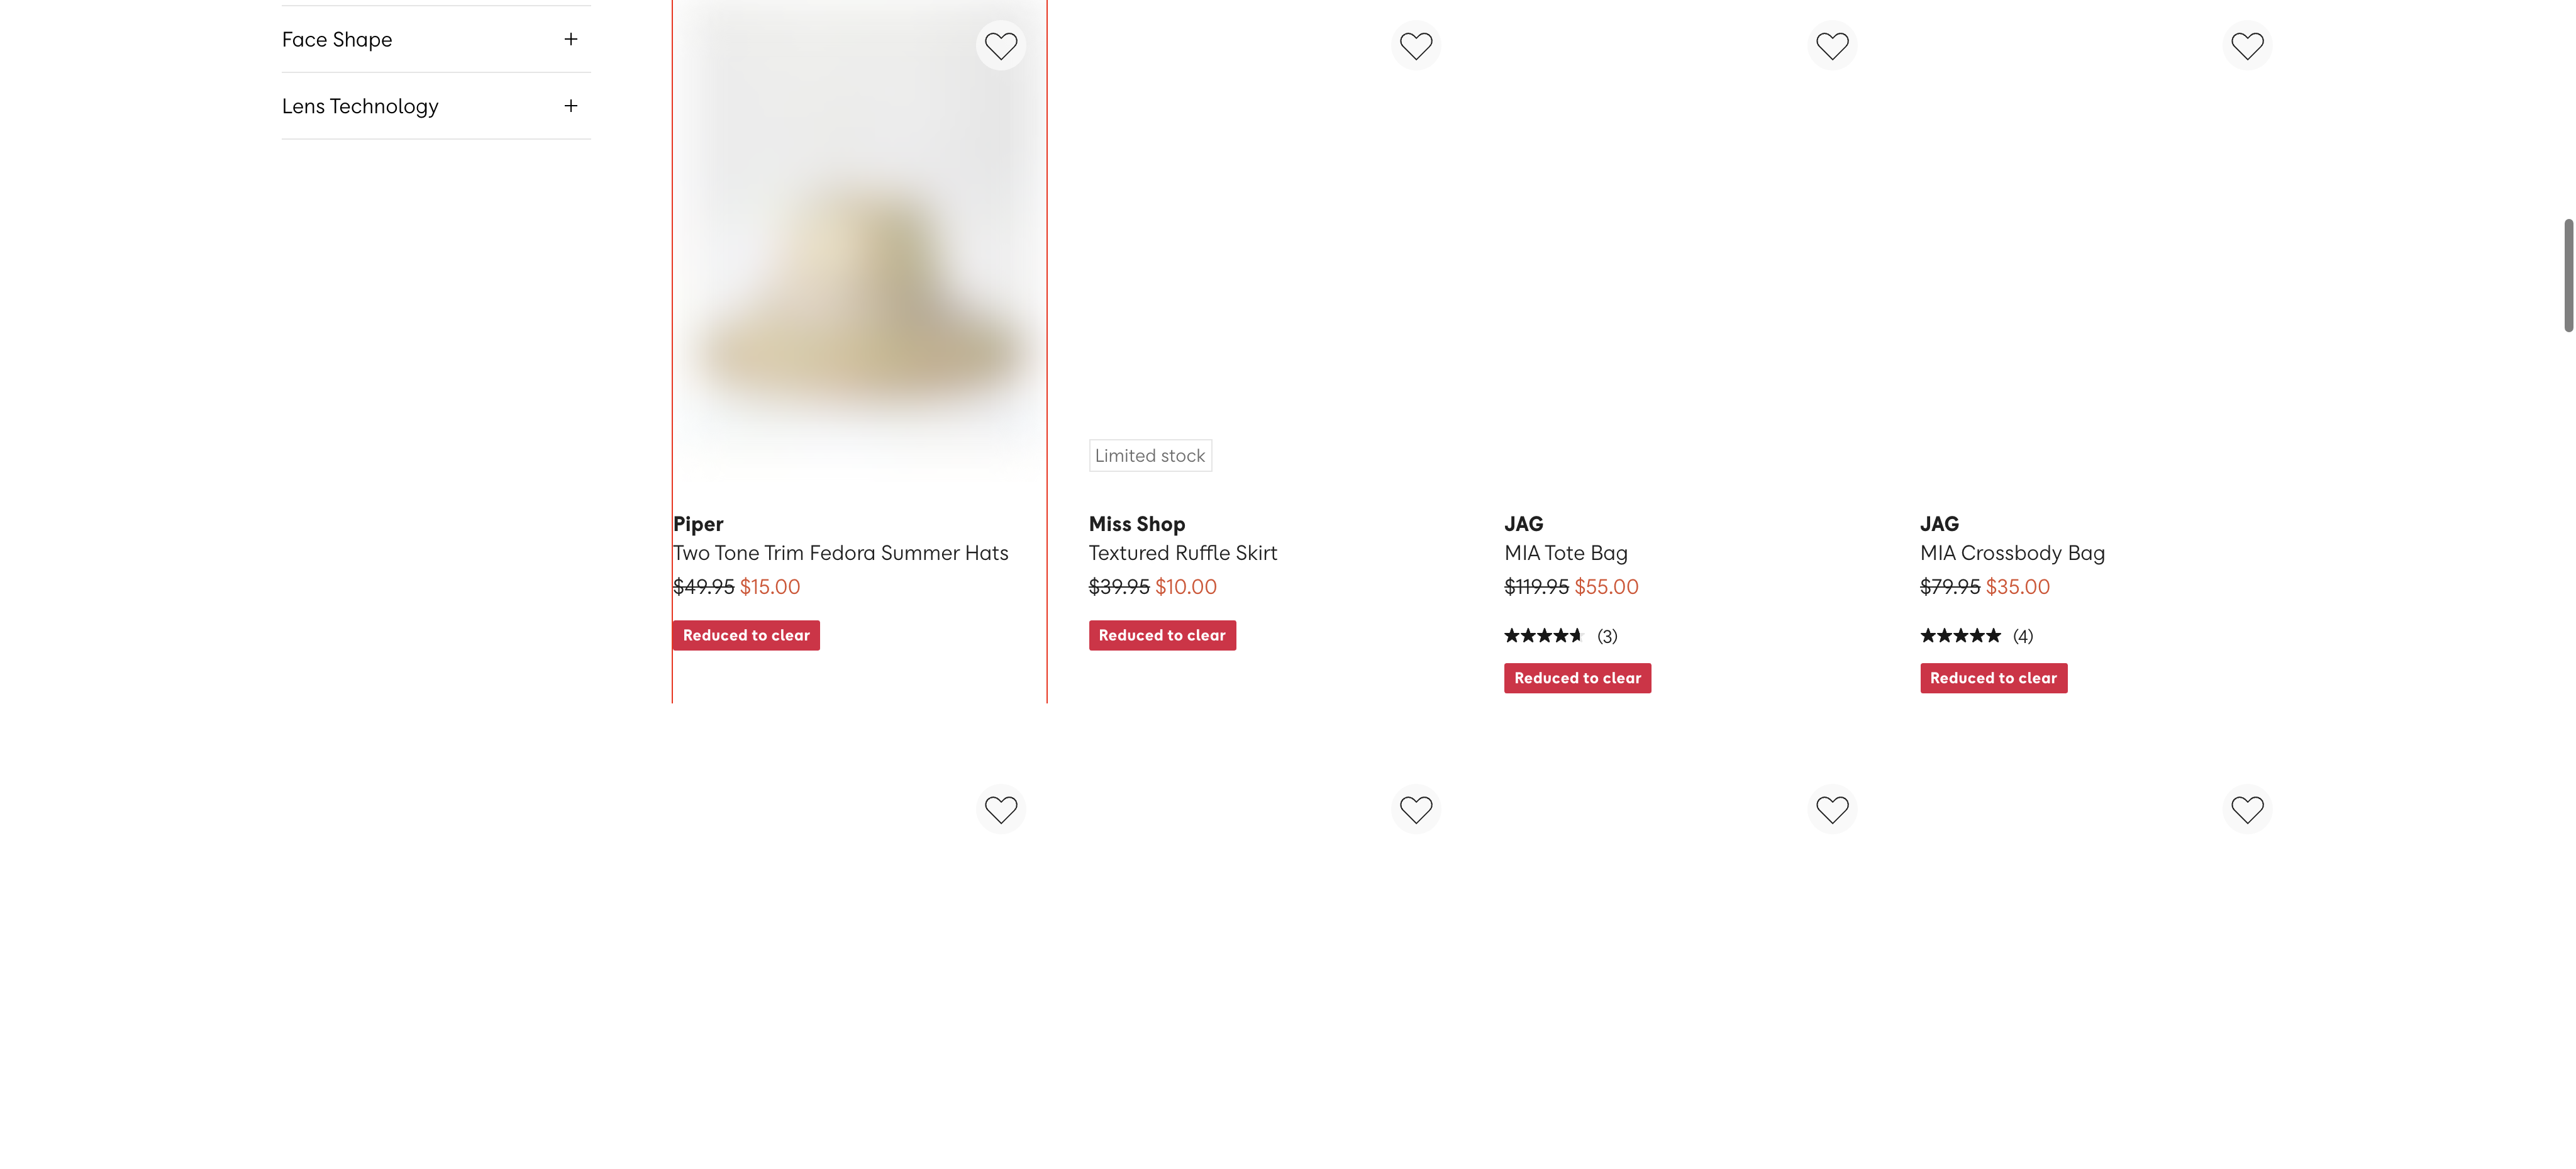 Face Shape
Lens Technology
Limited stock
Piper
Two Tone Trim Fedora Summer Hats
$49.95 $15.00
Reduced to clear
Miss Shop
Textured Ruffle Skirt
$39.95 $10.00
Reduced to clear
JAG
MIA Tote Bag
$119.95 $55.00
(3)
Reduced to clear
JAG
MIA Crossbody Bag
$79.95 $35.00
(4)
Reduced to clear